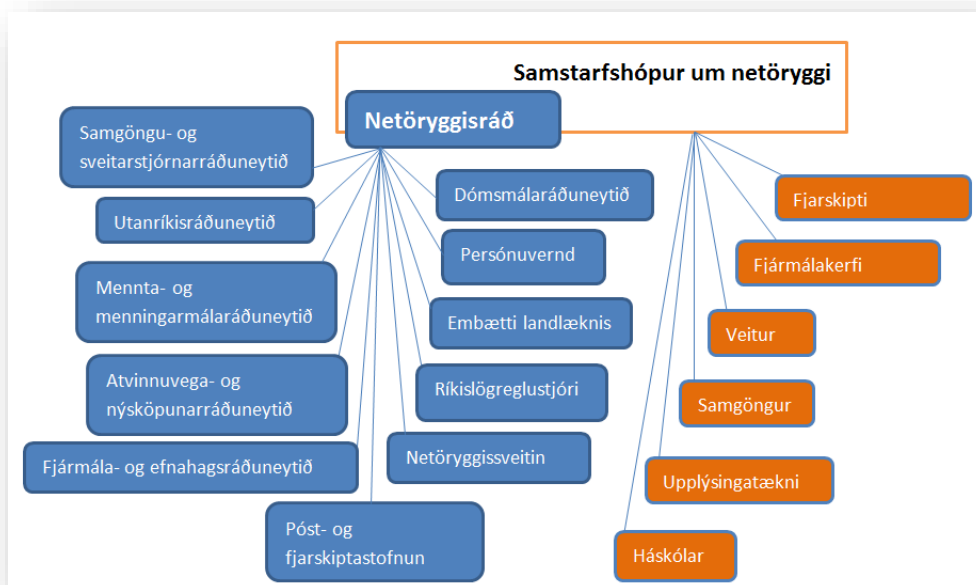 Samstarfshópur um netöryggi
Netöryggisráð
Samgöngu- og
sveitarstjórnarráðuneytið
Utanríkisráðuneytið
Mennta- og
menningarmálaráðuneytið
Atvinnuvega- og
nýsköpunarráðuneytið
Fjármála- og efnahagsráðuneytið
Póst- og
fjarskiptastofnun
Dómsmálaráðuneytið
Persónuvernd
Embætti landlæknis
Ríkislögreglustjóri
Netöryggissveitin
Fjarskipti
Fjármálakerfi
Veitur
Samgöngur
Upplýsingatækni
Háskólar